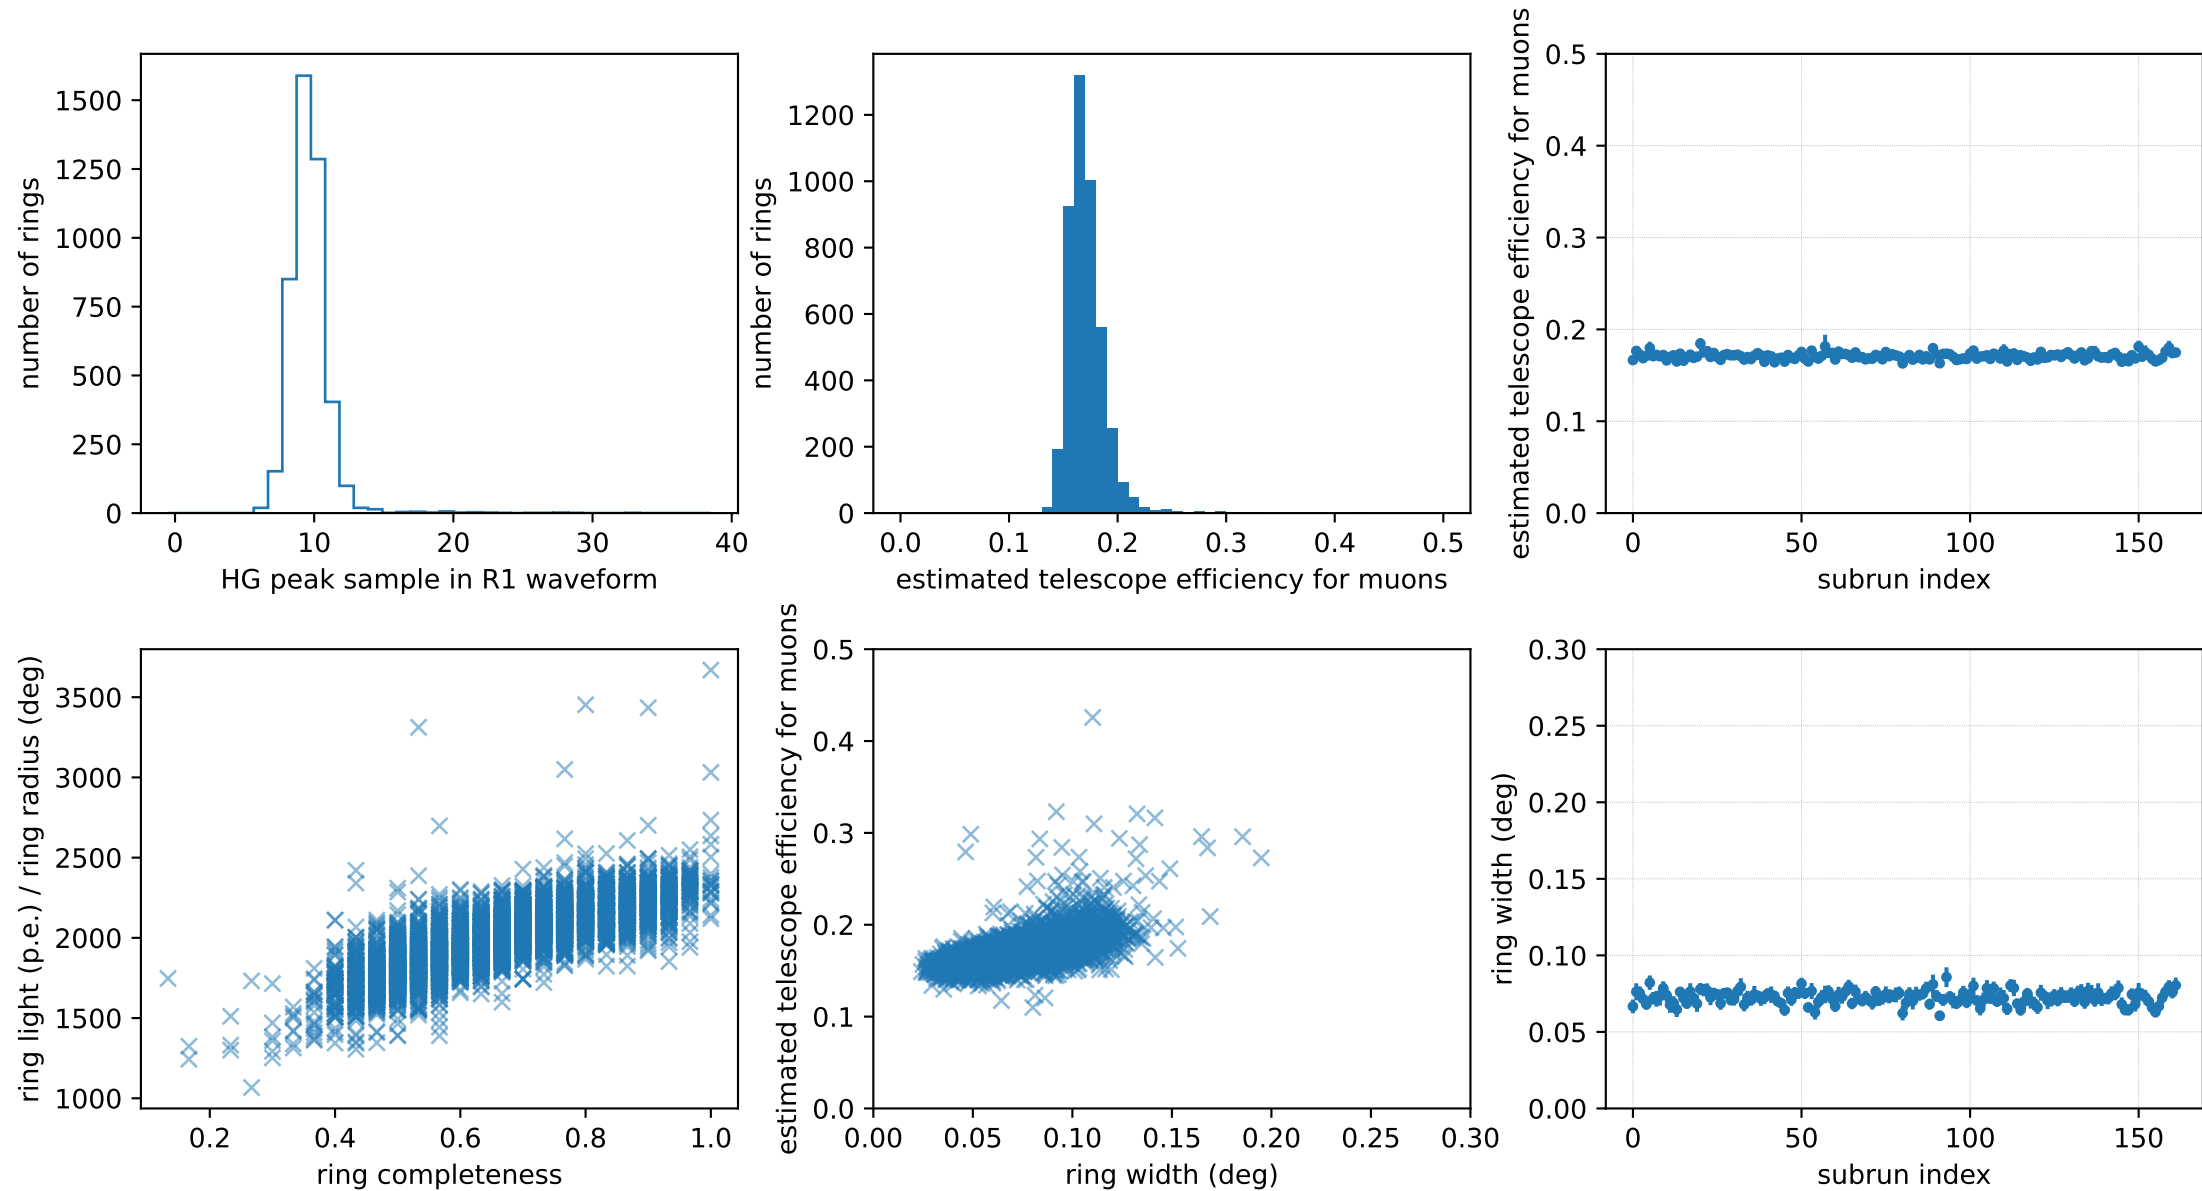 number of rings
1500
1250
1000
750
500
250
0
0 10 20 30 40
HG peak sample in R1 waveform
number of rings
1200
1000
800
600
400
200
0
0.0 0.1 0.2 0.3 0.4 0.5
estimated telescope efficiency for muons
estimated telescope efficiency for muons
0.5
0.4
0.3
0.2
0.1
0.0
0 50 100 150
subrun index
ring light (p.e.) / ring radius (deg)
3500
3000
2500
2000
1500
1000
0.2 0.4 0.6 0.8 1.0
ring completeness
estimated telescope efficiency for muons
0.5
0.4
0.3
0.2
0.1
0.0
0.00 0.05 0.10 0.15 0.20 0.25 0.30
ring width (deg)
ring width (deg)
0.30
0.25
0.20
0.15
0.10
0.05
0.00
0 50 100 150
subrun index